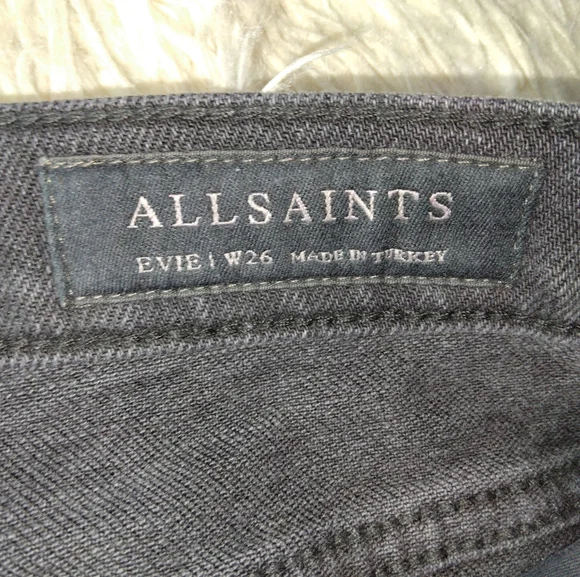 ALLSAINTS
EVIE | W26 MADE IN TURKEY